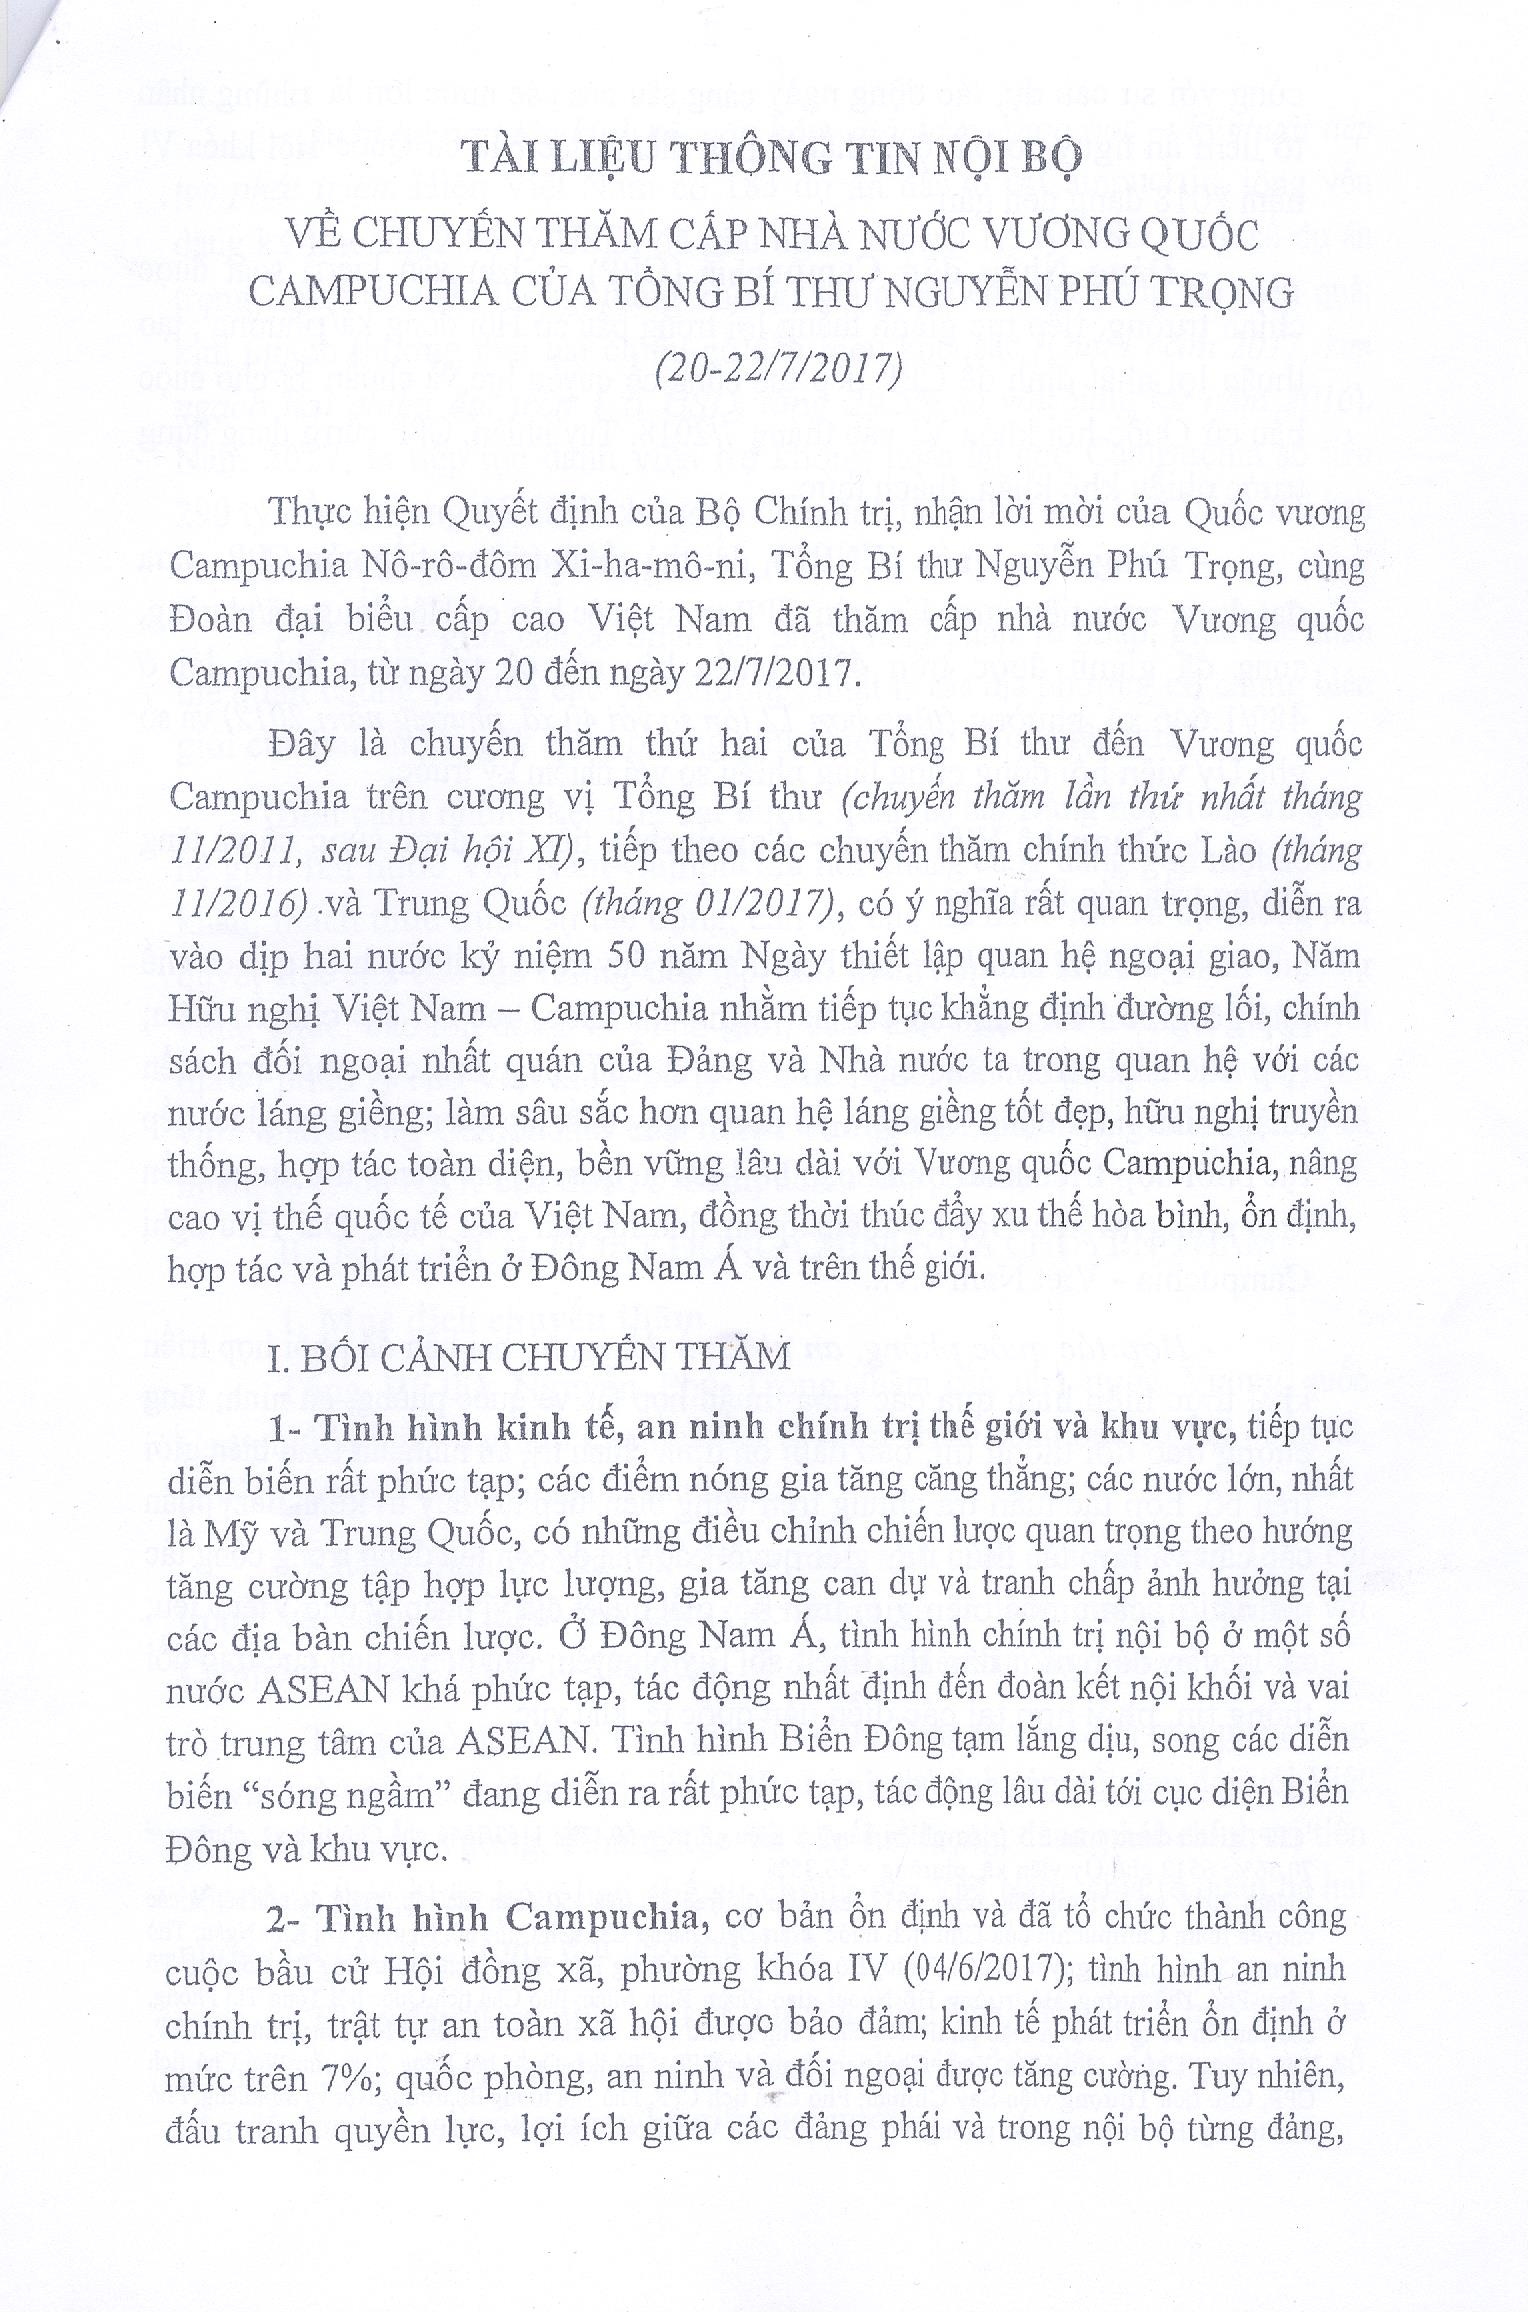 TÀI LIỆU THÔNG TIN NỘI BỘ
VỀ CHUYẾN THĂM CẤP NHÀ NƯỚC VƯƠNG QUỐC
CAMPUCHIA CỦA TỔNG BÍ THƯ NGUYỄN PHÚ TRỌNG
(20-22/7/2017)
Thực hiện Quyết định của Bộ Chính trị, nhận lời mời của Quốc vương
Campuchia Nô-rô-đôm Xi-ha-mô-ni, Tổng Bí thư Nguyễn Phú Trọng, cùng
Đoàn đại biểu cấp cao Việt Nam đã thăm cấp nhà nước Vương quốc
Campuchia, từ ngày 20 đến ngày 22/7/2017.
Đây là chuyến thăm thứ hai của Tổng Bí thư đến Vương quốc
Campuchia trên cương vị Tổng Bí thư (chuyến thăm lần thứ nhất tháng
11/2011, sau Đại hội XI), tiếp theo các chuyến thăm chính thức Lào (tháng
11/2016) và Trung Quốc (tháng 01/2017), có ý nghĩa rất quan trọng, diễn ra
vào dịp hai nước kỷ niệm 50 năm Ngày thiết lập quan hệ ngoại giao, Năm
Hữu nghị Việt Nam – Campuchia nhằm tiếp tục khẳng định đường lối, chính
sách đối ngoại nhất quán của Đảng và Nhà nước ta trong quan hệ với các
nước láng giềng; làm sâu sắc hơn quan hệ láng giềng tốt đẹp, hữu nghị truyền
thống, hợp tác toàn diện, bền vững lâu dài với Vương quốc Campuchia, nâng
cao vị thế quốc tế của Việt Nam, đồng thời thúc đẩy xu thế hòa bình, ổn định,
hợp tác và phát triển ở Đông Nam Á và trên thế giới.
I. BỐI CẢNH CHUYẾN THĂM
1- Tình hình kinh tế, an ninh chính trị thế giới và khu vực, tiếp tục
diễn biến rất phức tạp; các điểm nóng gia tăng căng thẳng; các nước lớn, nhất
là Mỹ và Trung Quốc, có những điều chỉnh chiến lược quan trọng theo hướng
tăng cường tập hợp lực lượng, gia tăng can dự và tranh chấp ảnh hưởng tại
các địa bàn chiến lược. Ở Đông Nam Á, tình hình chính trị nội bộ ở một số
nước ASEAN khá phức tạp, tác động nhất định đến đoàn kết nội khối và vai
trò trung tâm của ASEAN. Tình hình Biển Đông tạm lắng dịu, song các diễn
biến “sóng ngầm” đang diễn ra rất phức tạp, tác động lâu dài tới cục diện Biển
Đông và khu vực.
2- Tình hình Campuchia, cơ bản ổn định và đã tổ chức thành công
cuộc bầu cử Hội đồng xã, phường khóa IV (04/6/2017); tình hình an ninh
chính trị, trật tự an toàn xã hội được bảo đảm; kinh tế phát triển ổn định ở
mức trên 7%; quốc phòng, an ninh và đối ngoại được tăng cường. Tuy nhiên,
đấu tranh quyền lực, lợi ích giữa các đảng phái và trong nội bộ từng đảng,